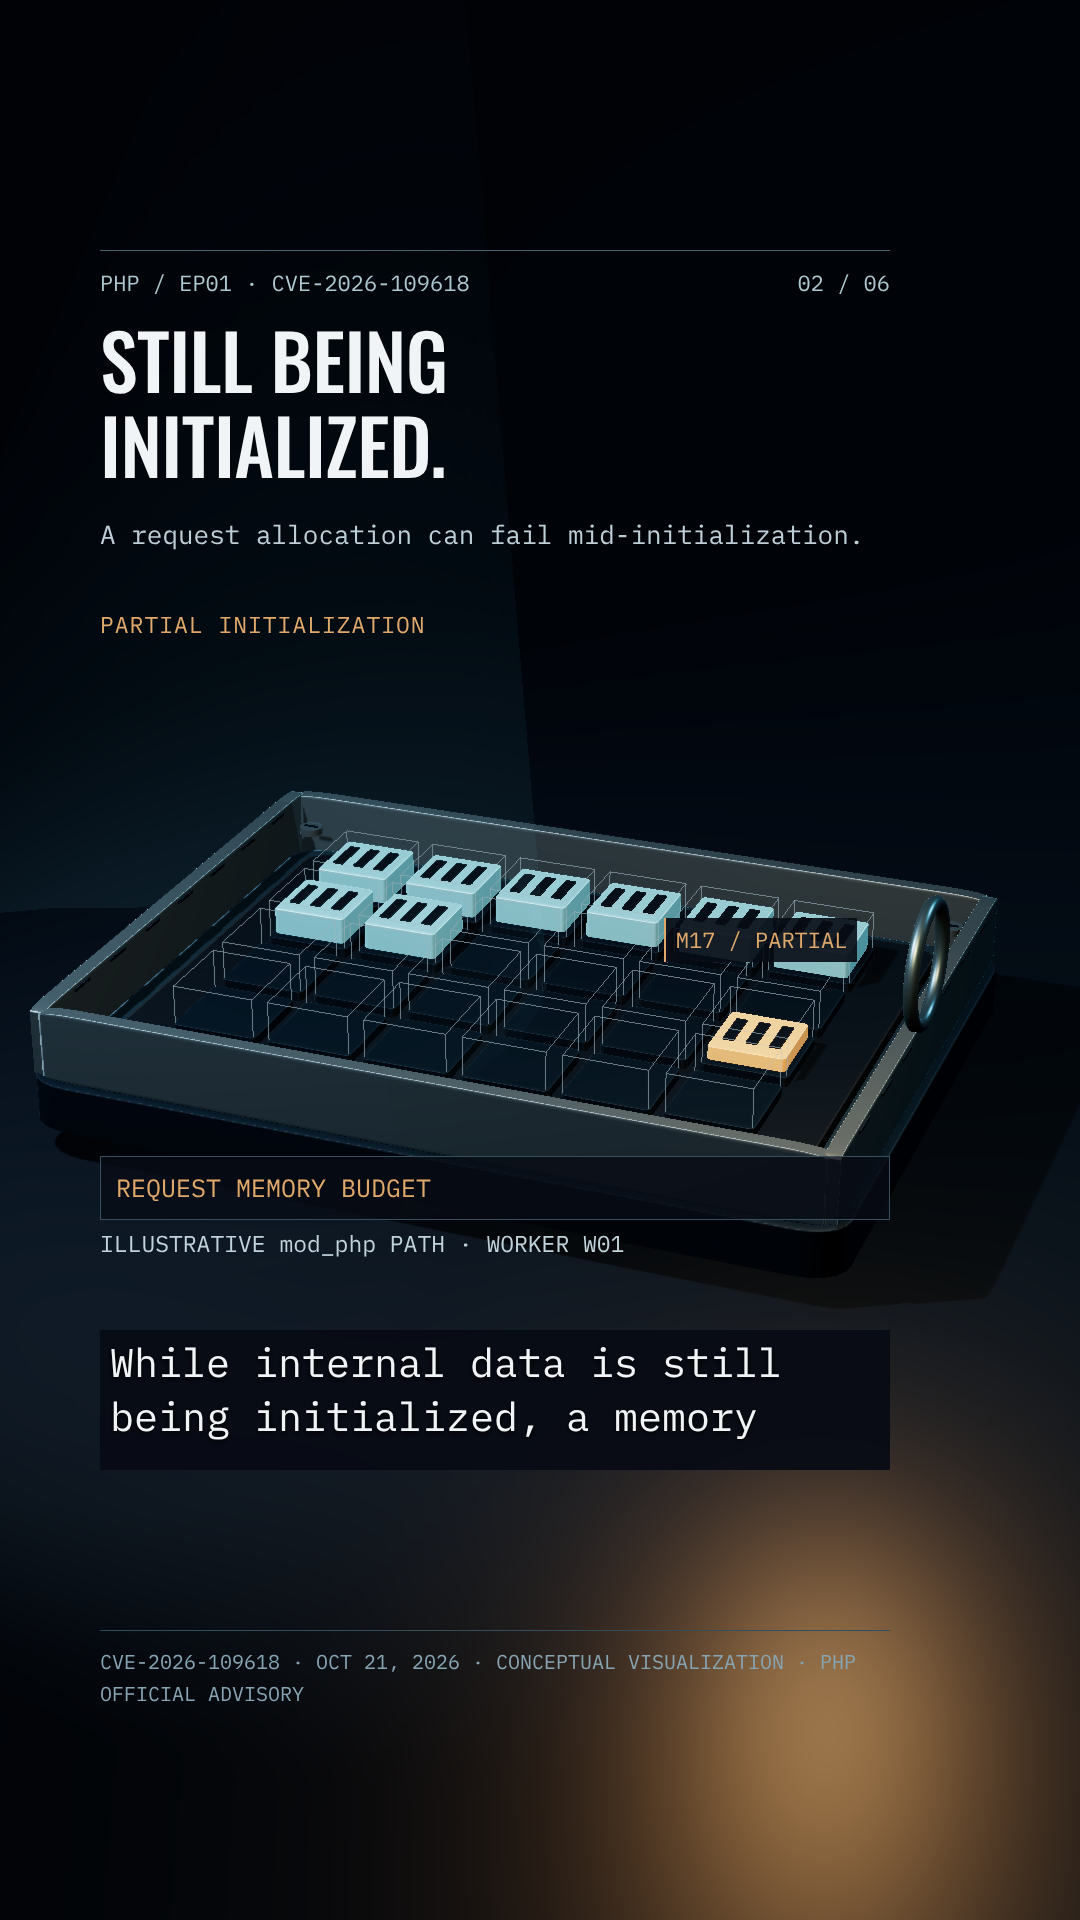 PHP / EP01 · CVE-2026-109618
02 / 06
STILL BEING
INITIALIZED.
A request allocation can fail mid-initialization.
PARTIAL INITIALIZATION
M17 / PARTIAL
REQUEST MEMORY BUDGET
ILLUSTRATIVE mod_php PATH · WORKER W01
While internal data is still
being initialized, a memory
CVE-2026-109618 · OCT 21, 2026 · CONCEPTUAL VISUALIZATION · PHP
OFFICIAL ADVISORY